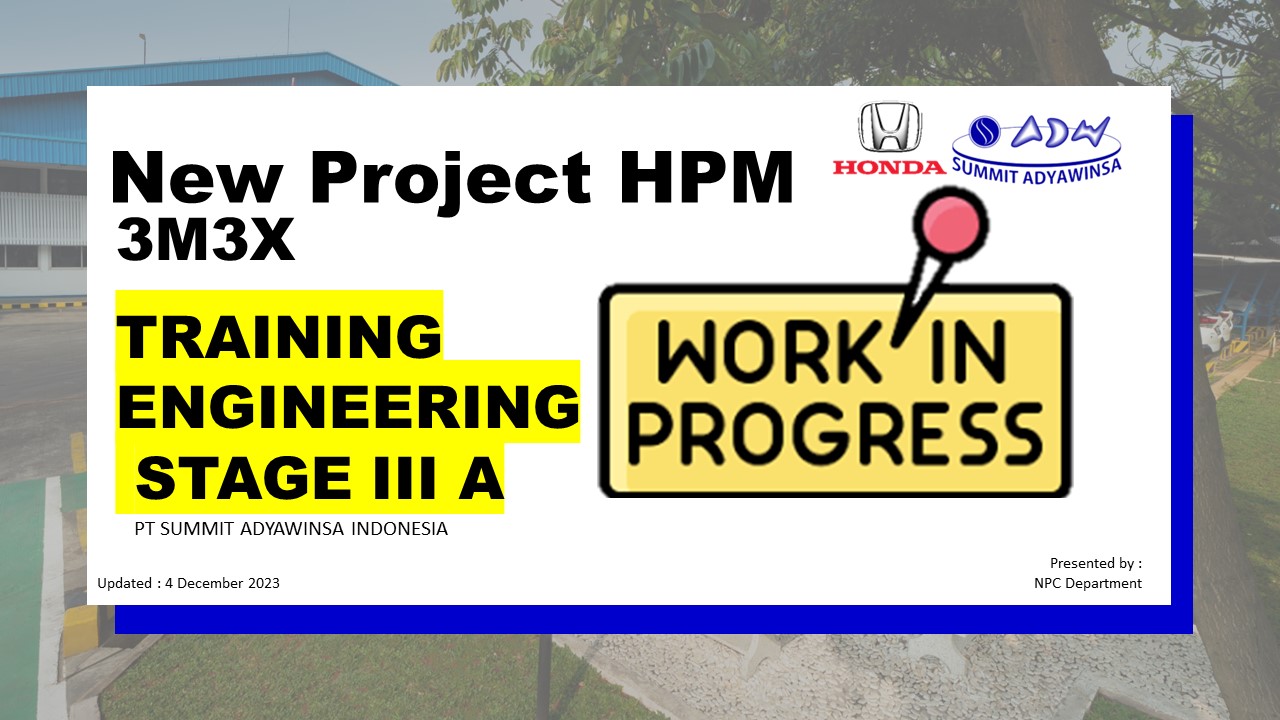 New Project HPM
3M3X
HONDA
ADW
SUMMIT ADYAWINSA
WORK IN
PROGRESS
TRAINING
ENGINEERING
STAGE III A
PT SUMMIT ADYAWINSA INDONESIA
Updated : 4 December 2023
Presented by :
NPC Department